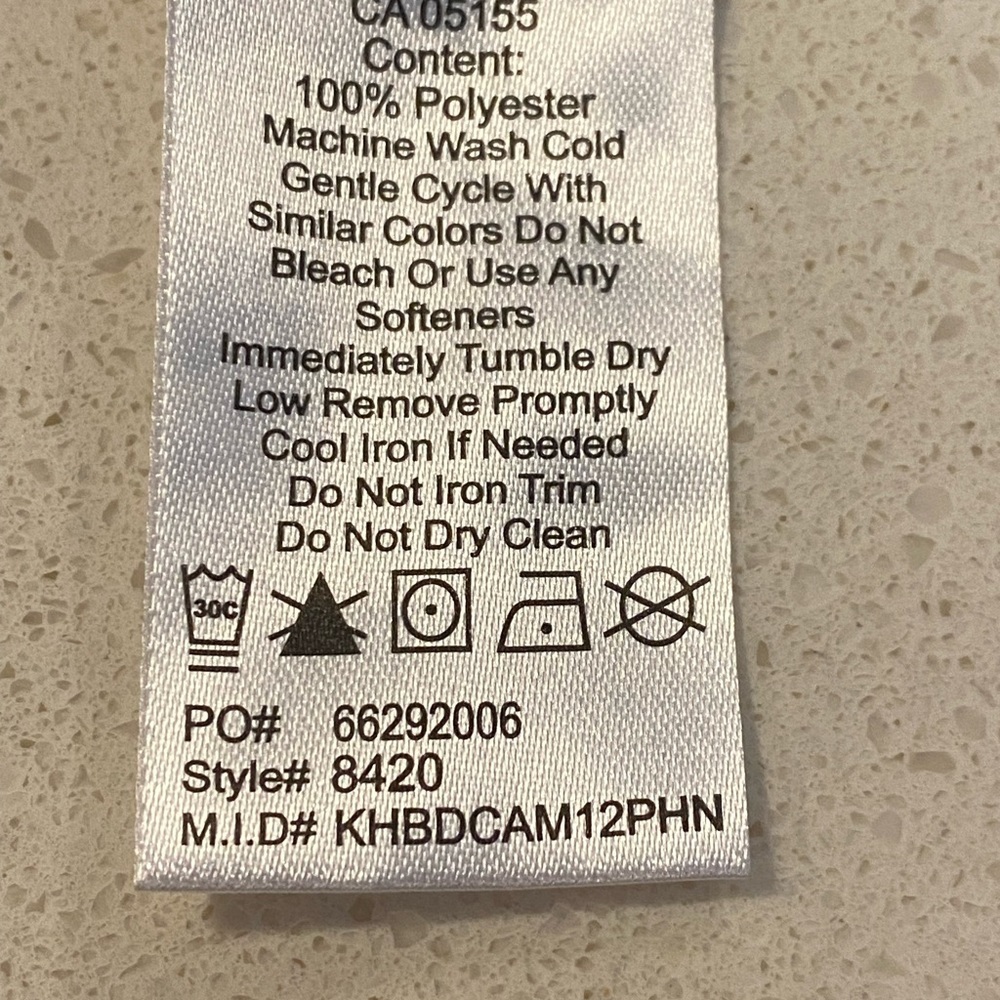 CA 05155
Content:
100% Polyester
Machine Wash Cold
Gentle Cycle With
Similar Colors Do Not
Bleach Or Use Any
Softeners
Immediately Tumble Dry
Low Remove Promptly
Cool Iron If Needed
Do Not Iron Trim
Do Not Dry Clean
30C
PO# 66292006
Style# 8420
M.I.D# KHBDCAM12PHN